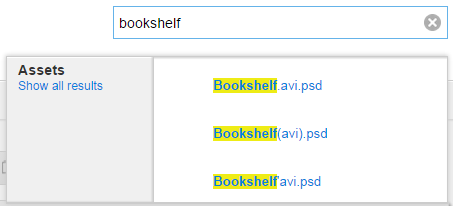 bookshelf
Assets
Show all results
Bookshelf.avi.psd
Bookshelf(avi).psd
Bookshelf'avi.psd